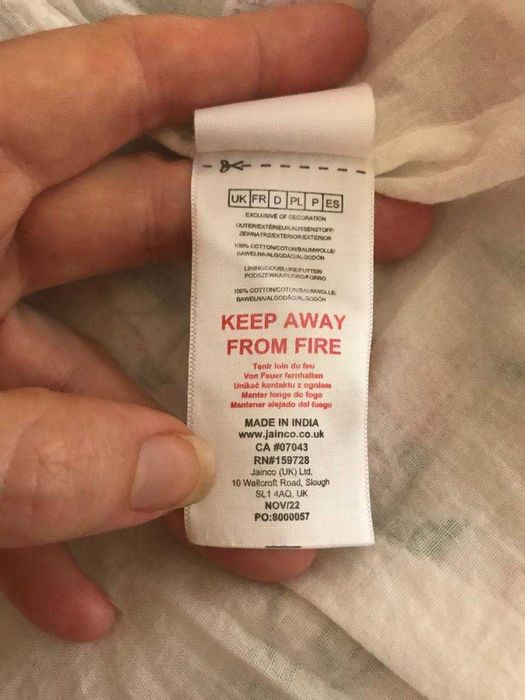 UK FR D PL P ES
EXCLUSIVE OF DECORATION
OUTER/EXTÉRIEUR/AUSSENSTOFF/
ZEWNATRZ/EXTERIOR/EXTERIOR
100% COTTON/COTON/BAUMWOLLE/
BAWEŁNA/ALGODÃO/ALGODÓN
LINING/DOUBLURE/FUTTER/
PODSZEWKA/FORRO/FORRO
100% COTTON/COTON/BAUMWOLLE/
BAWEŁNA/ALGODÃO/ALGODÓN
KEEP AWAY
FROM FIRE
Tenir loin du feu
Von Feuer fernhalten
Unikać kontaktu z ogniem
Manter longe do fogo
Mantener alejado del fuego
MADE IN INDIA
www.jainco.co.uk
CA #07043
RN#159728
Jainco (UK) Ltd,
10 Wellcroft Road, Slough
SL1 4AQ, UK
NOV/22
PO:8000057